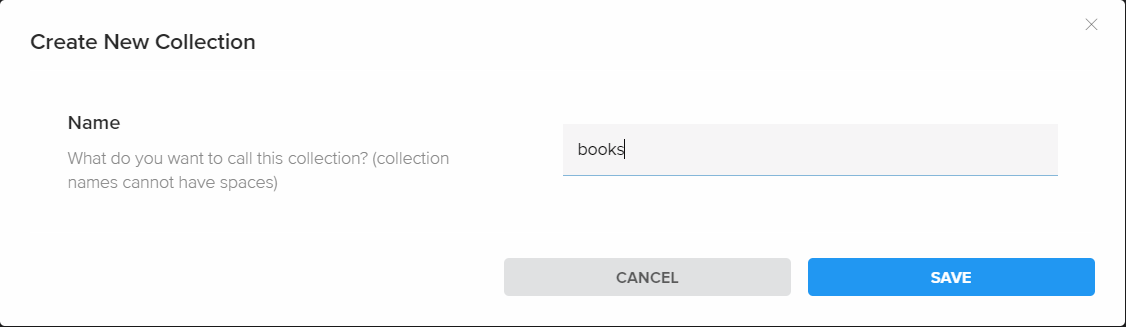 Create New Collection
Name
What do you want to call this collection? (collection
names cannot have spaces)
books
CANCEL
SAVE